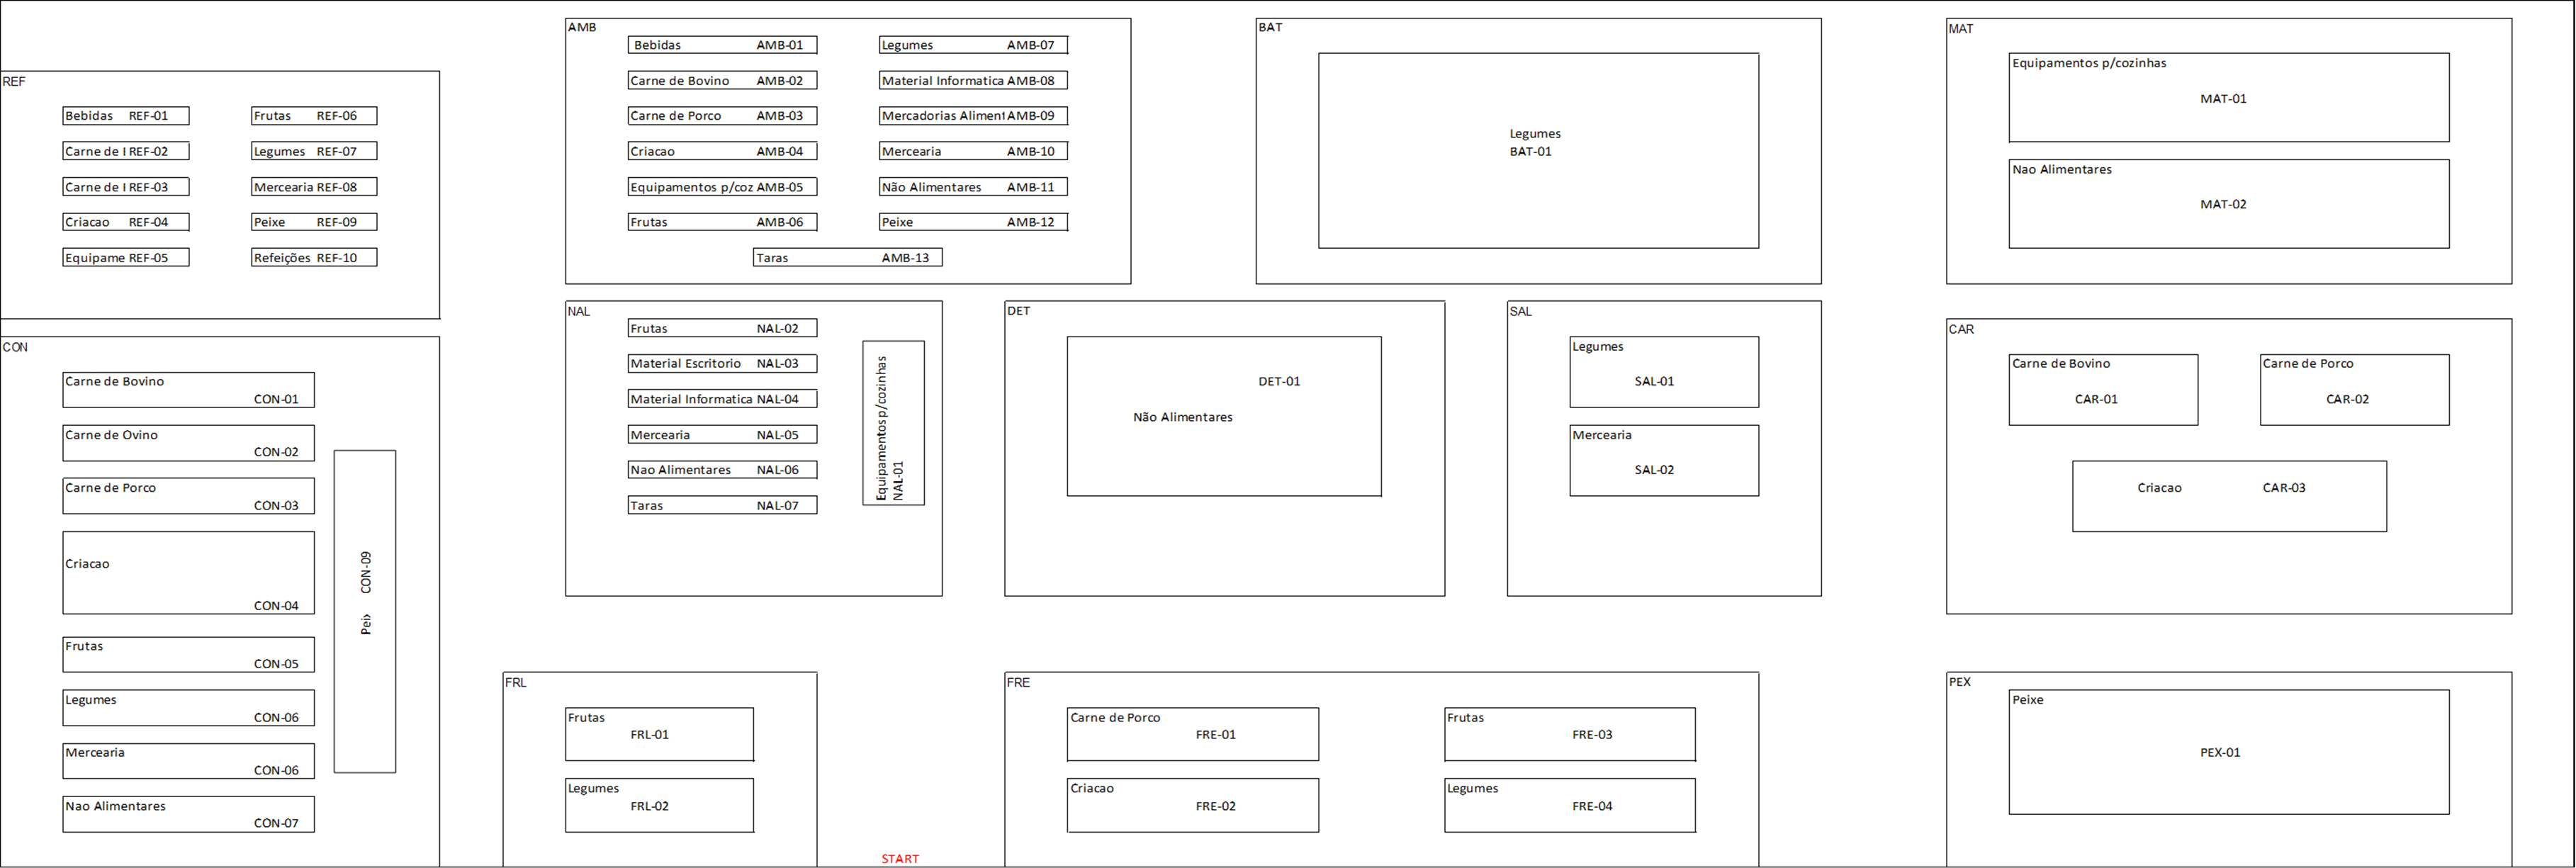 REF
Bebidas REF-01
Carne de I REF-02
Carne de I REF-03
Criacao REF-04
Equipame REF-05
Frutas REF-06
Legumes REF-07
Mercearia REF-08
Peixe REF-09
Refeições REF-10
CON
Carne de Bovino
CON-01
Carne de Ovino
CON-02
Carne de Porco
CON-03
Criacao
CON-04
Frutas
CON-05
Legumes
CON-06
Mercearia
CON-06
Nao Alimentares
CON-07
Pei CON-09
AMB
Bebidas AMB-01
Carne de Bovino AMB-02
Carne de Porco AMB-03
Criacao AMB-04
Equipamentos p/coz AMB-05
Frutas AMB-06
Legumes AMB-07
Material Informatica AMB-08
Mercadorias Aliment AMB-09
Mercearia AMB-10
Não Alimentares AMB-11
Peixe AMB-12
Taras AMB-13
NAL
Frutas NAL-02
Material Escritorio NAL-03
Material Informatica NAL-04
Mercearia NAL-05
Nao Alimentares NAL-06
Taras NAL-07
Equipamentos p/cozinhas
NAL-01
FRL
Frutas
FRL-01
Legumes
FRL-02
START
BAT
Legumes
BAT-01
DET
DET-01
Não Alimentares
SAL
Legumes
SAL-01
Mercearia
SAL-02
FRE
Carne de Porco
FRE-01
Criacao
FRE-02
Frutas
FRE-03
Legumes
FRE-04
MAT
Equipamentos p/cozinhas
MAT-01
Nao Alimentares
MAT-02
CAR
Carne de Bovino
CAR-01
Carne de Porco
CAR-02
Criacao CAR-03
PEX
Peixe
PEX-01